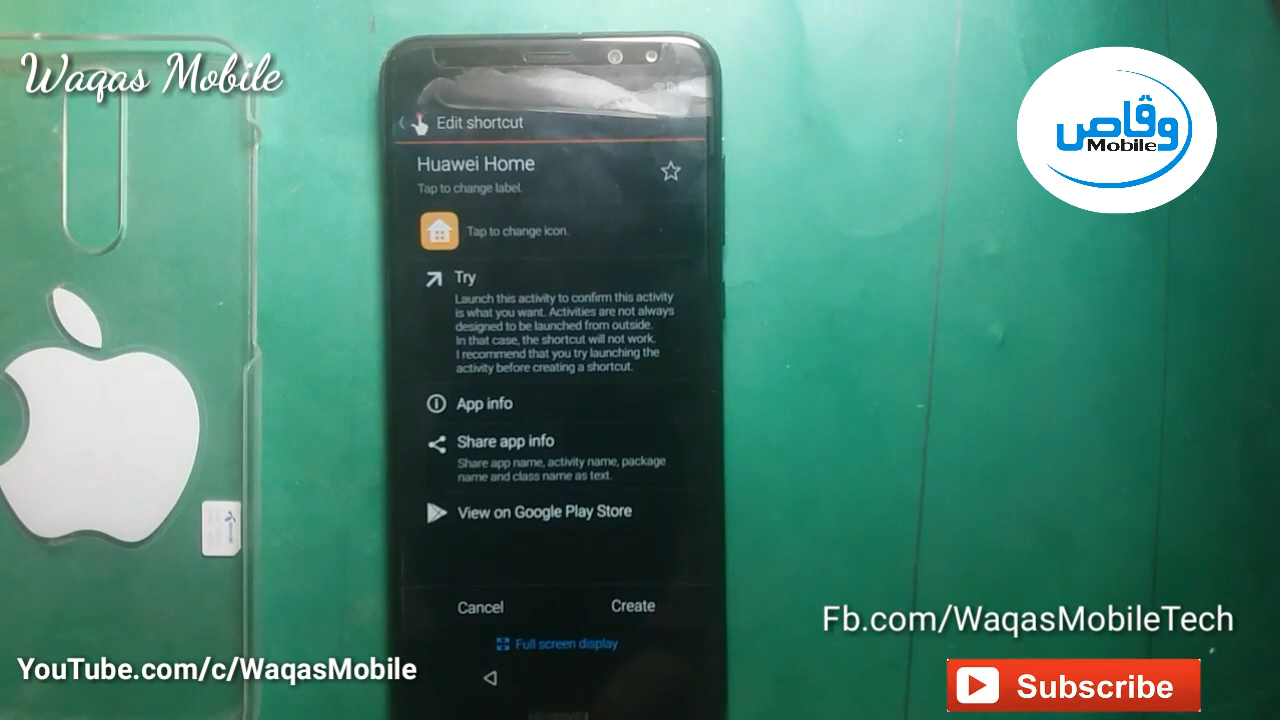 Waqas Mobile
وقاص
Mobile
Edit shortcut
Huawei Home
Tap to change label.
Tap to change icon.
Try
Launch this activity to confirm this activity
is what you want. Activities are not always
designed to be launched from outside.
In that case, the shortcut will not work.
I recommend that you try launching the
activity before creating a shortcut.
App info
Share app info
Share app name, activity name, package
name and class name as text.
View on Google Play Store
Cancel
Create
Full screen display
Fb.com/WaqasMobileTech
YouTube.com/c/WaqasMobile
Subscribe